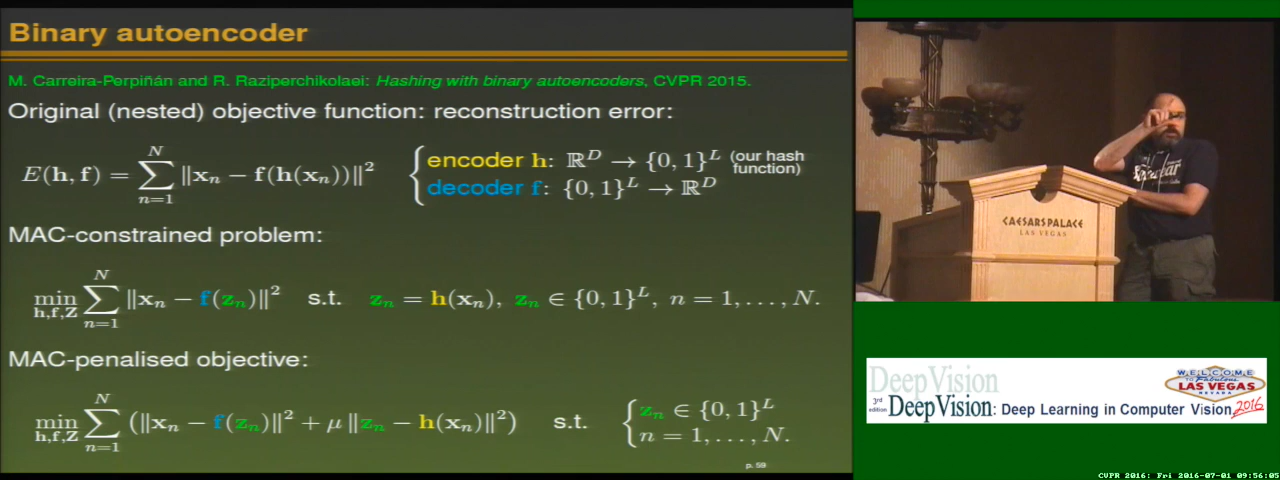 Binary autoencoder
M. Carreira-Perpiñán and R. Raziperchikolaei: Hashing with binary autoencoders, CVPR 2015.
Original (nested) objective function: reconstruction error:
E(h, f) = ∑_{n=1}^{N} ‖x_n − f(h(x_n))‖² { encoder h: ℝ^D → {0, 1}^L (our hash function)
decoder f: {0, 1}^L → ℝ^D
MAC-constrained problem:
min_{h,f,Z} ∑_{n=1}^{N} ‖x_n − f(z_n)‖² s.t. z_n = h(x_n), z_n ∈ {0, 1}^L, n = 1, . . . , N.
MAC-penalised objective:
min_{h,f,Z} ∑_{n=1}^{N} (‖x_n − f(z_n)‖² + μ ‖z_n − h(x_n)‖²) s.t. { z_n ∈ {0, 1}^L
n = 1, . . . , N.
p. 59
CAESARS PALACE
LAS VEGAS
DeepVision
WELCOME
TO Fabulous
LAS VEGAS
NEVADA
3rd edition DeepVision: Deep Learning in Computer Vision 2016
CVPR 2016: Fri 2016-07-01 09:56:05